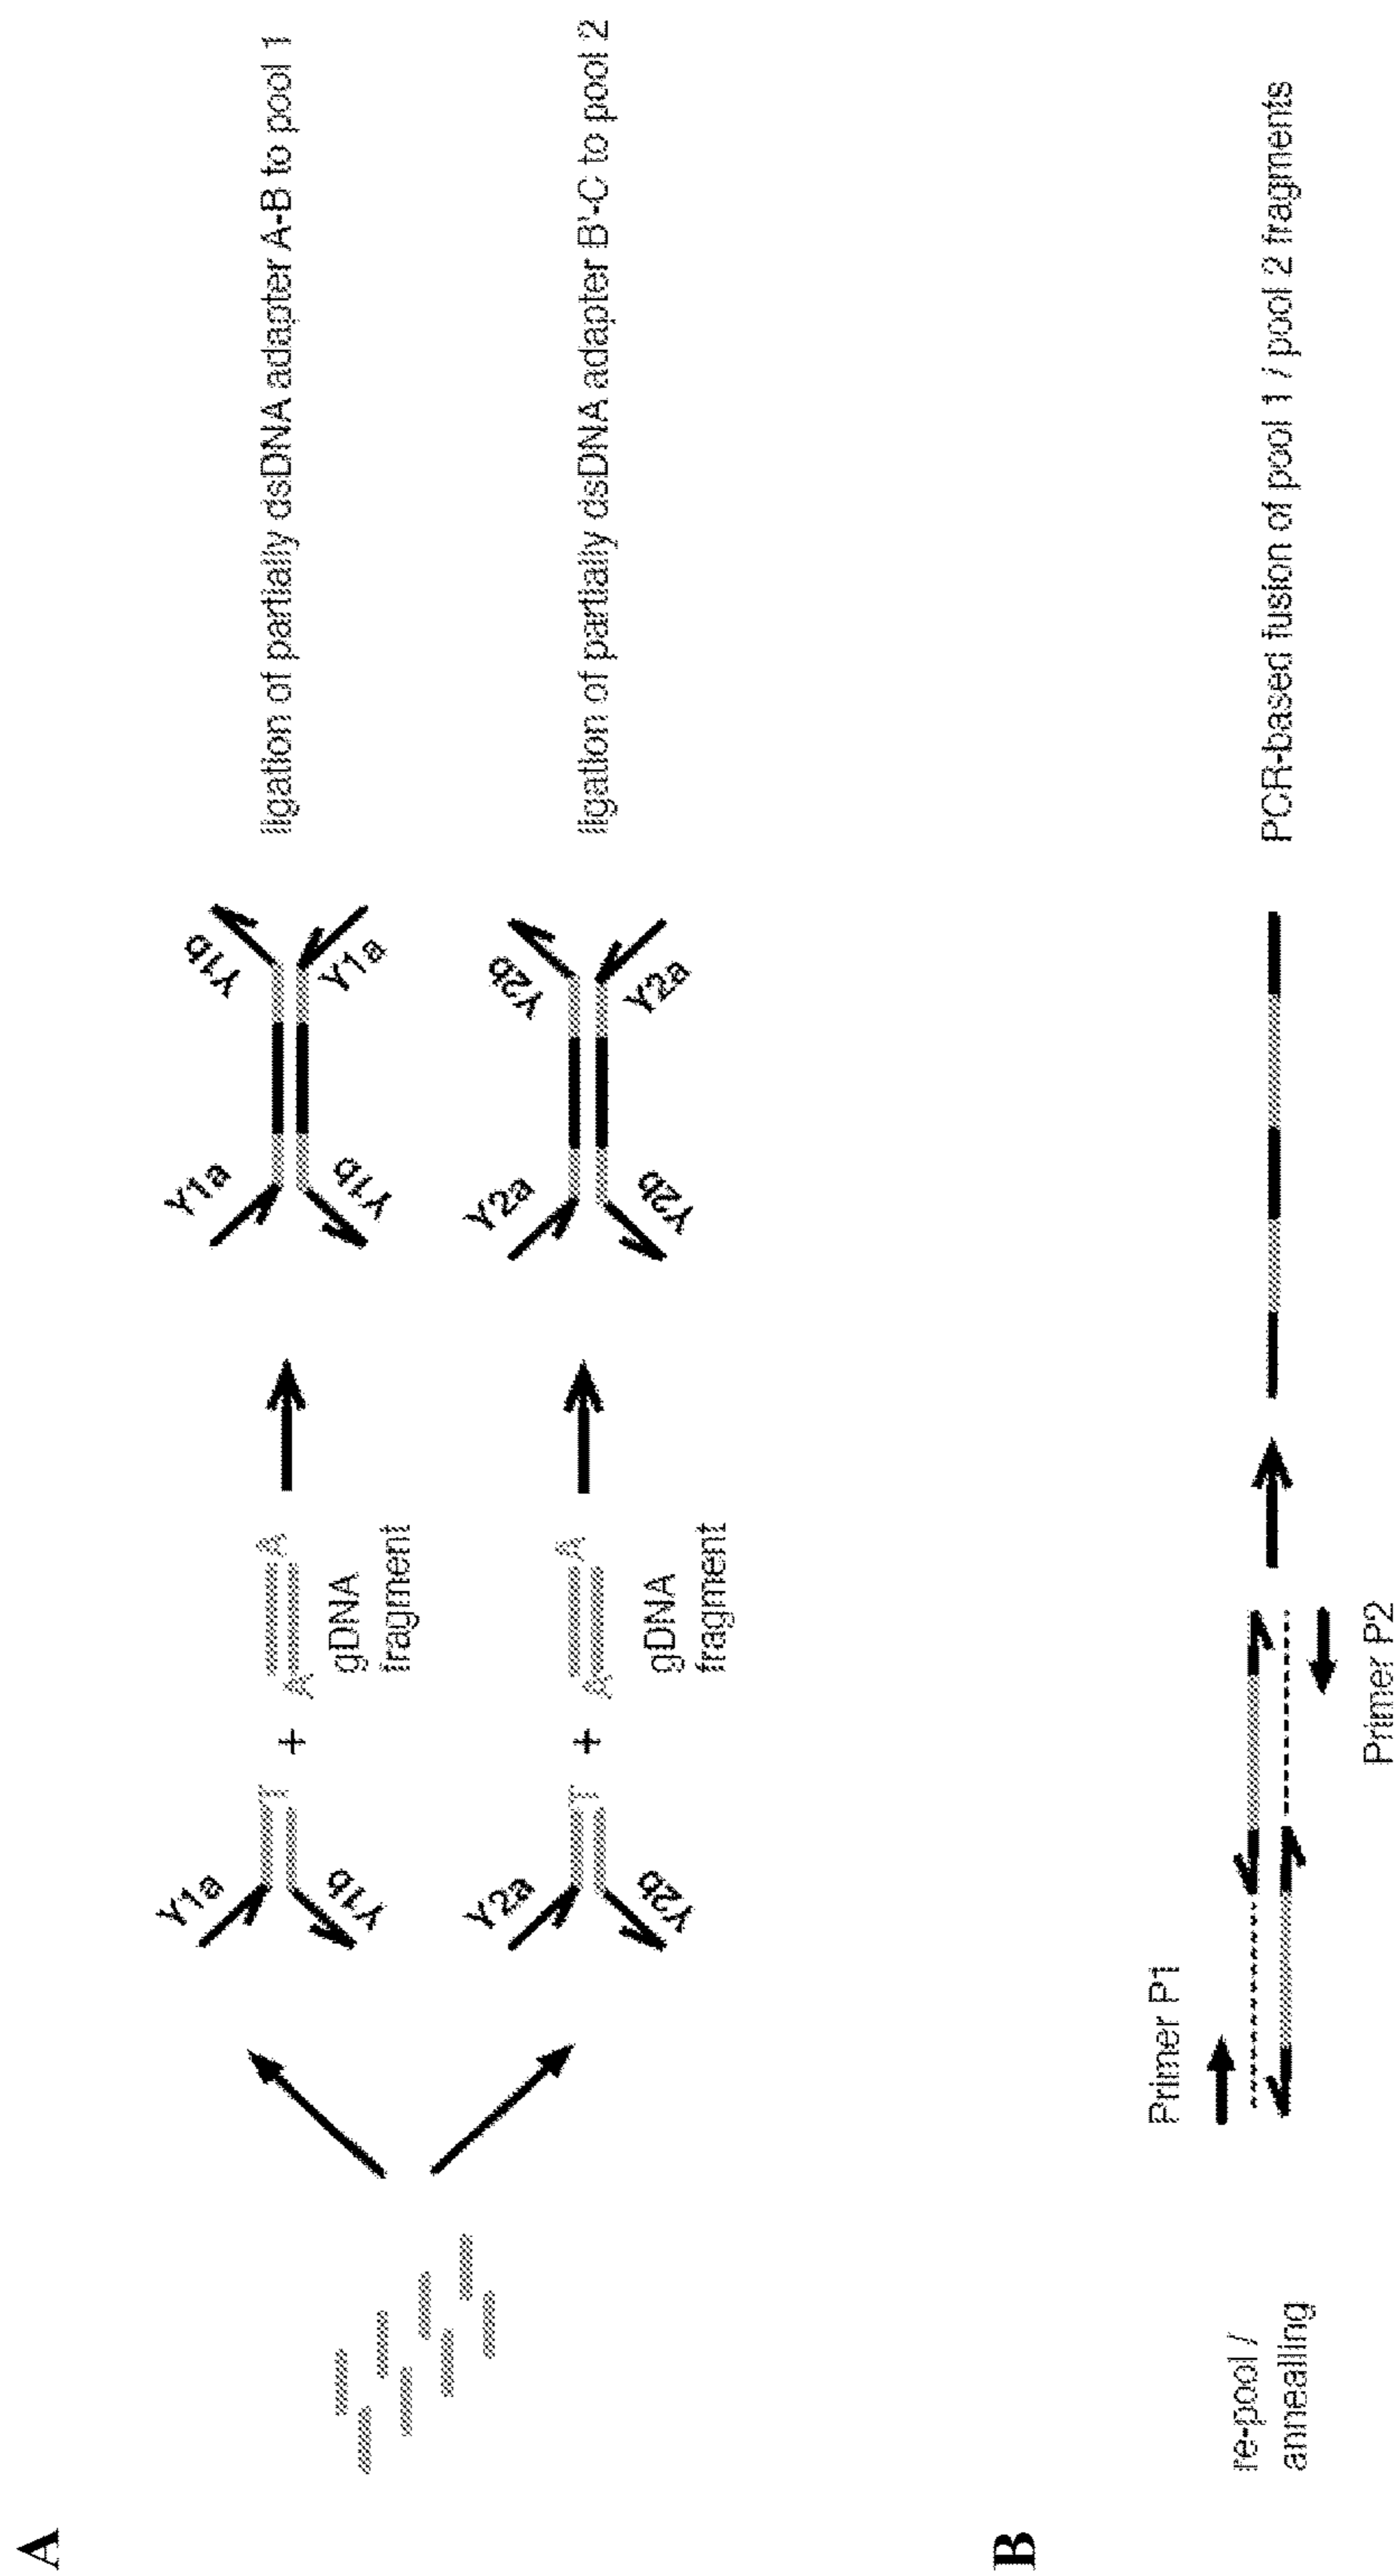 A
Y1a
Y1b
T
+
A
A
gDNA
fragment
Y1a
Y1b
Y1b
Y1a
ligation of partially dsDNA adapter A-B to pool 1
Y2a
Y2b
T
+
A
A
gDNA
fragment
Y2a
Y2b
Y2b
Y2a
ligation of partially dsDNA adapter B'-C to pool 2
B
re-pool /
annealling
Primer P1
Primer P2
PCR-based fusion of pool 1 / pool 2 fragments